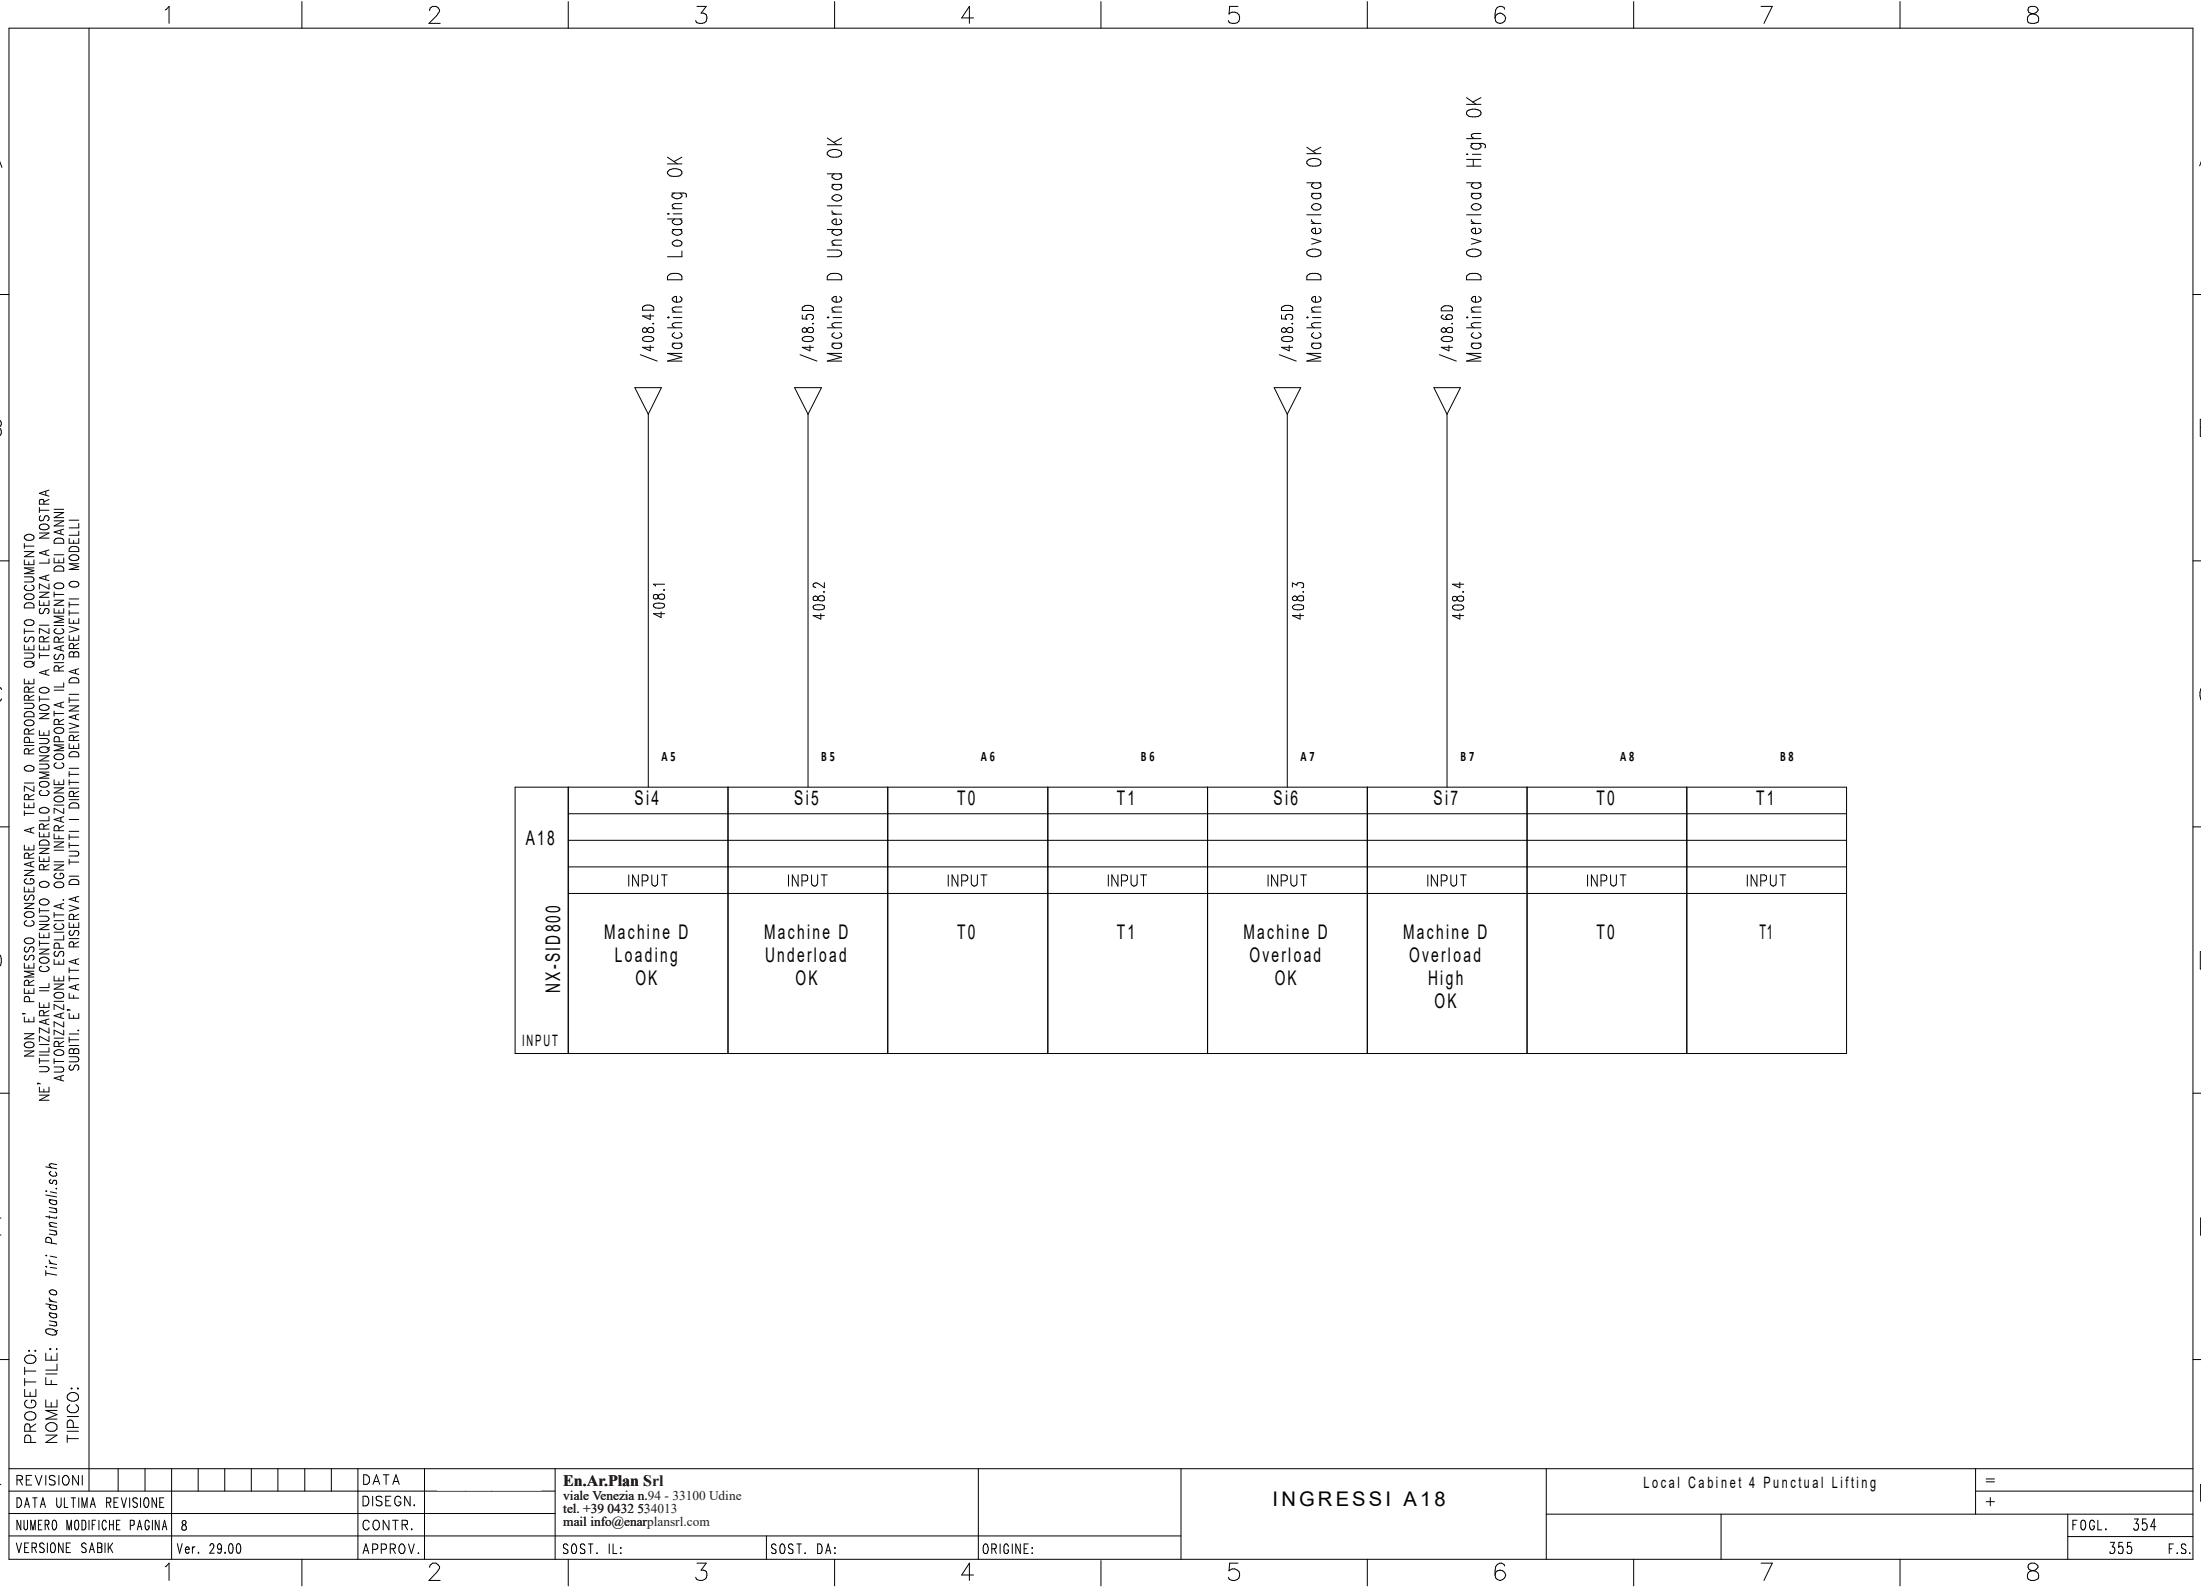 1 2 3 4 5 6 7 8
/408.4D
Machine D Loading OK
/408.5D
Machine D Underload OK
/408.5D
Machine D Overload OK
/408.6D
Machine D Overload High OK
408.1
408.2
408.3
408.4
A5 B5 A6 B6 A7 B7 A8 B8
A18
NX-SID800
INPUT
Si4 Si5 T0 T1 Si6 Si7 T0 T1
INPUT INPUT INPUT INPUT INPUT INPUT INPUT INPUT
Machine D
Loading
OK
Machine D
Underload
OK
T0
T1
Machine D
Overload
OK
Machine D
Overload
High
OK
T0
T1
NON E' PERMESSO CONSEGNARE A TERZI O RIPRODURRE QUESTO DOCUMENTO
NE' UTILIZZARE IL CONTENUTO O RENDERLO COMUNQUE NOTO A TERZI SENZA LA NOSTRA
AUTORIZZAZIONE ESPLICITA. OGNI INFRAZIONE COMPORTA IL RISARCIMENTO DEI DANNI
SUBITI. E' FATTA RISERVA DI TUTTI I DIRITTI DERIVANTI DA BREVETTI O MODELLI
PROGETTO:
NOME FILE: Quadro Tiri Puntuali.sch
TIPICO:
REVISIONI
DATA ULTIMA REVISIONE
NUMERO MODIFICHE PAGINA 8
VERSIONE SABIK Ver. 29.00
DATA
DISEGN.
CONTR.
APPROV.
En.Ar.Plan Srl
viale Venezia n.94 - 33100 Udine
tel. +39 0432 534013
mail info@enarplansrl.com
SOST. IL: SOST. DA: ORIGINE:
INGRESSI A18
Local Cabinet 4 Punctual Lifting
=
+
FOGL. 354
355 F.S.
1 2 3 4 5 6 7 8